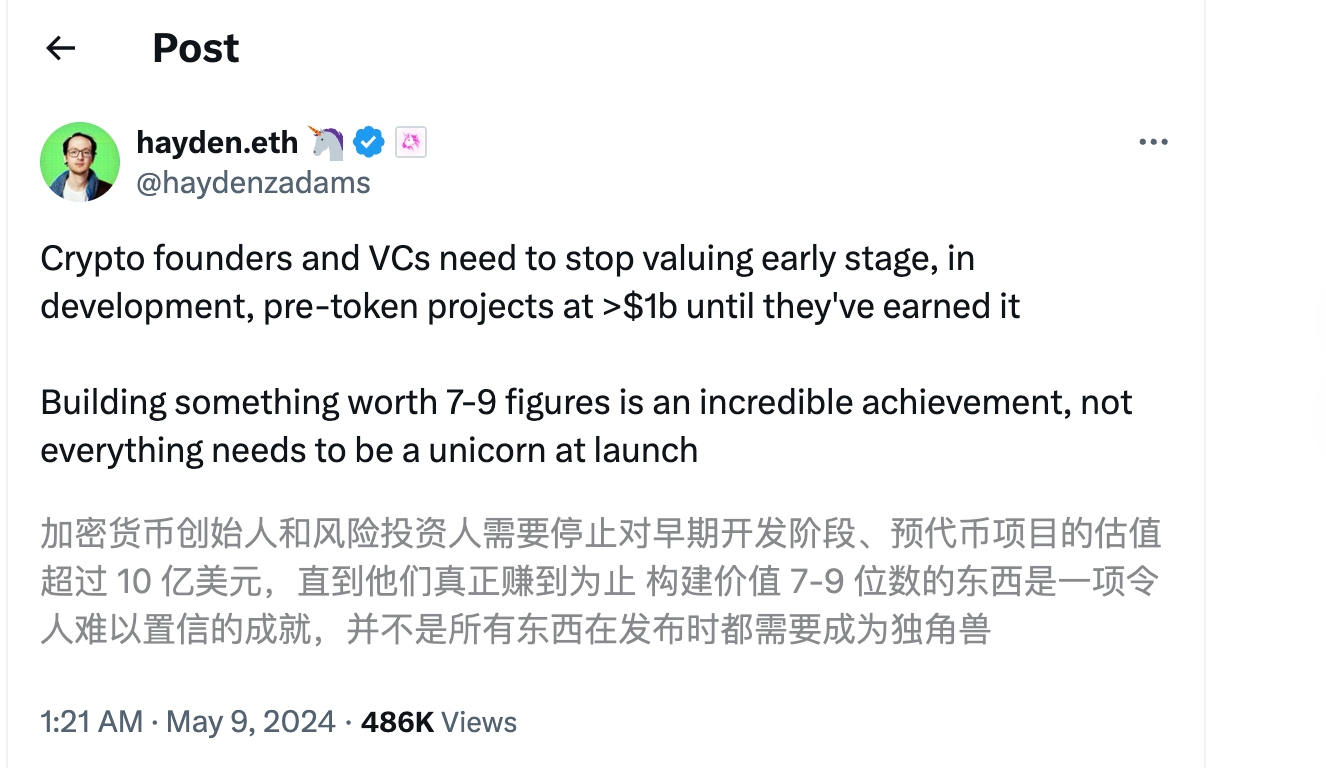 Post
hayden.eth 🦄
@haydenzadams
Crypto founders and VCs need to stop valuing early stage, in
development, pre-token projects at >$1b until they've earned it
Building something worth 7-9 figures is an incredible achievement, not
everything needs to be a unicorn at launch
加密货币创始人和风险投资人需要停止对早期开发阶段、预代币项目的估值
超过 10 亿美元，直到他们真正赚到为止 构建价值 7-9 位数的东西是一项令
人难以置信的成就，并不是所有东西在发布时都需要成为独角兽
1:21 AM · May 9, 2024 · 486K Views